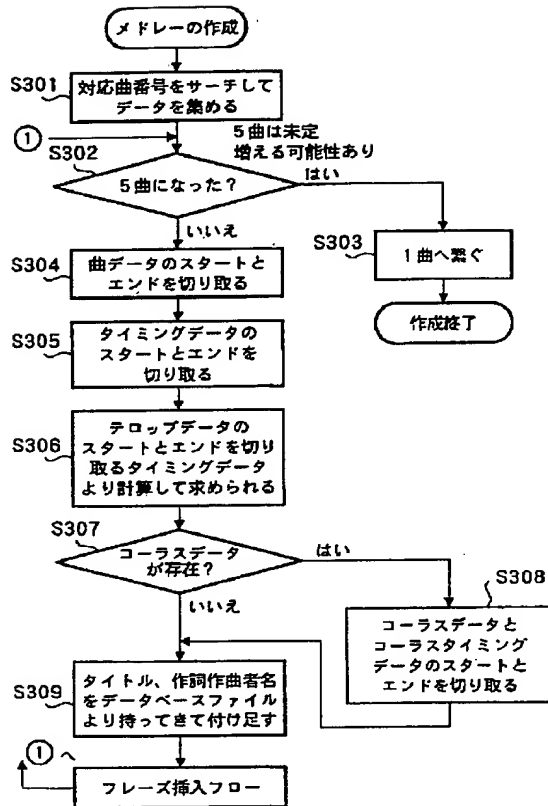 メドレーの作成
S301
対応曲番号をサーチして
データを集める
①
5曲は未定
増える可能性あり
S302
5曲になった?
はい
いいえ
S303
1曲へ繋ぐ
作成終了
S304
曲データのスタートと
エンドを切り取る
S305
タイミングデータの
スタートとエンドを
切り取る
S306
テロップデータの
スタートとエンドを切り
取るタイミングデータ
より計算して求められる
S307
コーラスデータ
が存在?
はい
いいえ
S308
コーラスデータと
コーラスタイミング
データのスタートと
エンドを切り取る
S309
タイトル、作詞作曲者名
をデータベースファイル
より持ってきて付け足す
①
フレーズ挿入フロー